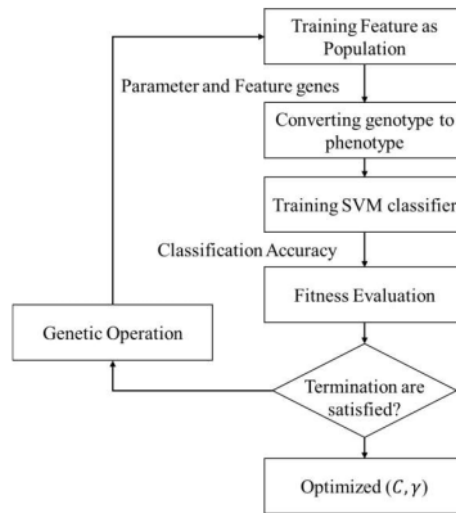 Training Feature as
Population
Parameter and Feature genes
Converting genotype to
phenotype
Training SVM classifier
Classification Accuracy
Fitness Evaluation
Genetic Operation
Termination are
satisfied?
Optimized (C, γ)